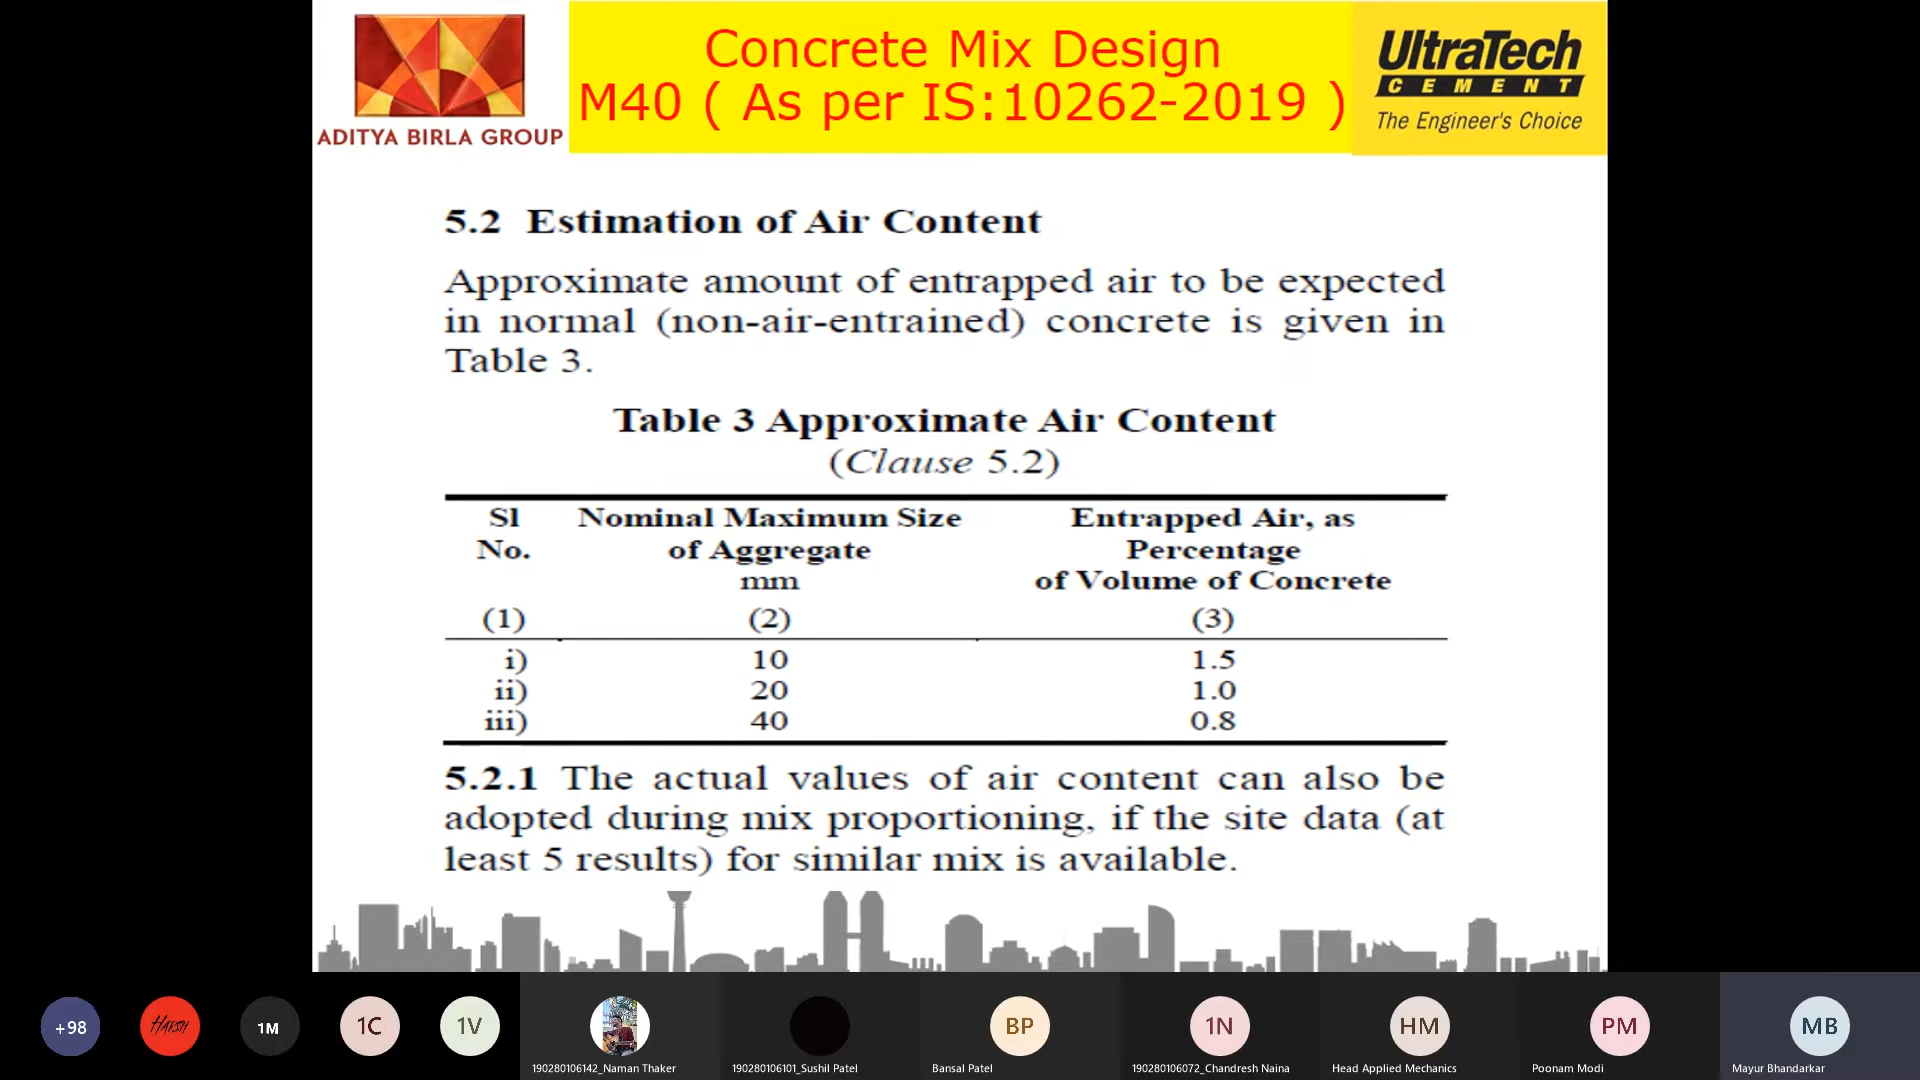 ADITYA BIRLA GROUP
Concrete Mix Design
M40 ( As per IS:10262-2019 )
UltraTech
CEMENT
The Engineer's Choice
5.2 Estimation of Air Content
Approximate amount of entrapped air to be expected
in normal (non-air-entrained) concrete is given in
Table 3.
Table 3 Approximate Air Content
(Clause 5.2)
Sl No. Nominal Maximum Size of Aggregate mm Entrapped Air, as Percentage of Volume of Concrete
(1) (2) (3)
i) 10 1.5
ii) 20 1.0
iii) 40 0.8
5.2.1 The actual values of air content can also be
adopted during mix proportioning, if the site data (at
least 5 results) for similar mix is available.
+98 HARSH 1M 1C 1V BP 1N HM PM MB
190280106142_Naman Thaker 190280106101_Sushil Patel Bansal Patel 190280106072_Chandresh Naina Head Applied Mechanics Poonam Modi Mayur Bhandarkar